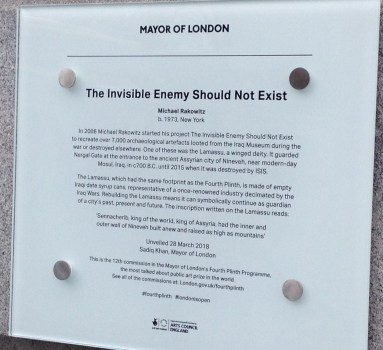 MAYOR OF LONDON
The Invisible Enemy Should Not Exist
Michael Rakowitz
b. 1973, New York
In 2006 Michael Rakowitz started his project The Invisible Enemy Should Not Exist
to recreate over 7,000 archaeological artefacts looted from the Iraq Museum during the
war or destroyed elsewhere. One of these was the Lamassu, a winged deity. It guarded
Nergal Gate at the entrance to the ancient Assyrian city of Nineveh, near modern-day
Mosul, Iraq, in c700 B.C. until 2015 when it was destroyed by ISIS.
The Lamassu, which had the same footprint as the Fourth Plinth, is made of empty
Iraqi date syrup cans, representative of a once-renowned industry decimated by the
Iraq Wars. Rebuilding the Lamassu means it can symbolically continue as guardian
of a city's past, present and future. The inscription written on the Lamassu reads:
'Sennacherib, king of the world, king of Assyria, had the inner and
outer wall of Nineveh built anew and raised as high as mountains'
Unveiled 28 March 2018
Sadiq Khan, Mayor of London
This is the 12th commission in the Mayor of London's Fourth Plinth Programme,
the most talked about public art prize in the world.
See all of the commissions at: London.gov.uk/fourthplinth
#fourthplinth #londonisopen
ARTS COUNCIL
ENGLAND